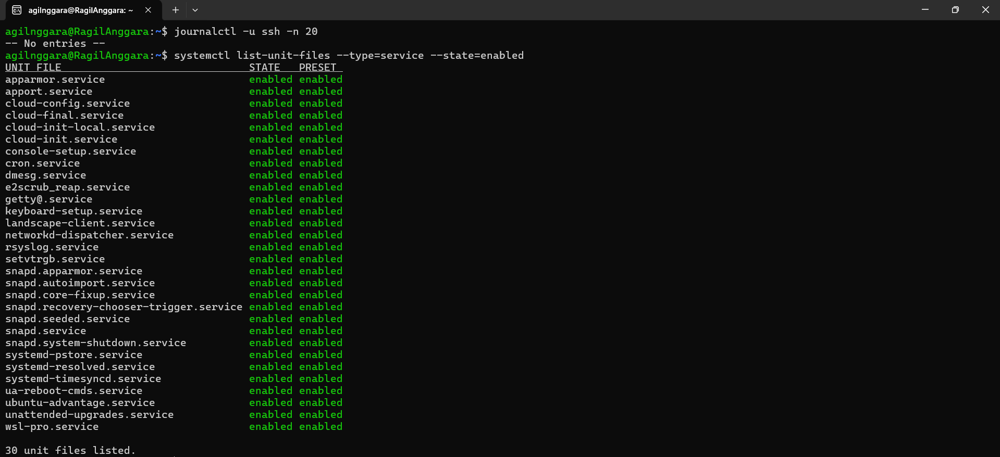 agilnggara@RagilAnggara: ~
agilnggara@RagilAnggara:~$ journalctl -u ssh -n 20
-- No entries --
agilnggara@RagilAnggara:~$ systemctl list-unit-files --type=service --state=enabled
UNIT FILE STATE PRESET
apparmor.service enabled enabled
apport.service enabled enabled
cloud-config.service enabled enabled
cloud-final.service enabled enabled
cloud-init-local.service enabled enabled
cloud-init.service enabled enabled
console-setup.service enabled enabled
cron.service enabled enabled
dmesg.service enabled enabled
e2scrub_reap.service enabled enabled
getty@.service enabled enabled
keyboard-setup.service enabled enabled
landscape-client.service enabled enabled
networkd-dispatcher.service enabled enabled
rsyslog.service enabled enabled
setvtrgb.service enabled enabled
snapd.apparmor.service enabled enabled
snapd.autoimport.service enabled enabled
snapd.core-fixup.service enabled enabled
snapd.recovery-chooser-trigger.service enabled enabled
snapd.seeded.service enabled enabled
snapd.service enabled enabled
snapd.system-shutdown.service enabled enabled
systemd-pstore.service enabled enabled
systemd-resolved.service enabled enabled
systemd-timesyncd.service enabled enabled
ua-reboot-cmds.service enabled enabled
ubuntu-advantage.service enabled enabled
unattended-upgrades.service enabled enabled
wsl-pro.service enabled enabled
30 unit files listed.